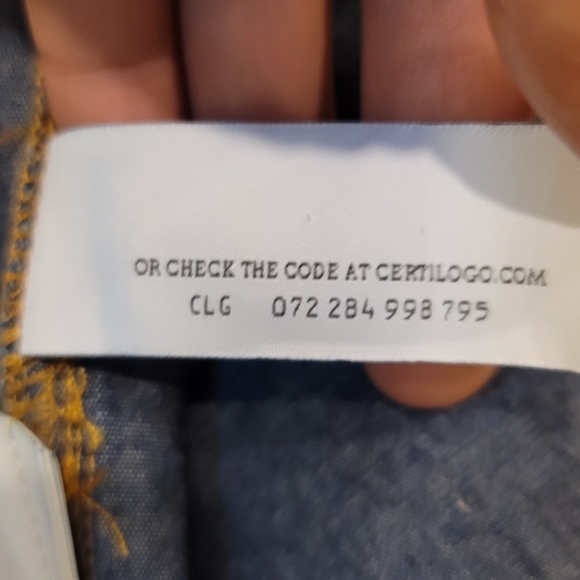 OR CHECK THE CODE AT CERTILOGO.COM
CLG 072 284 998 795